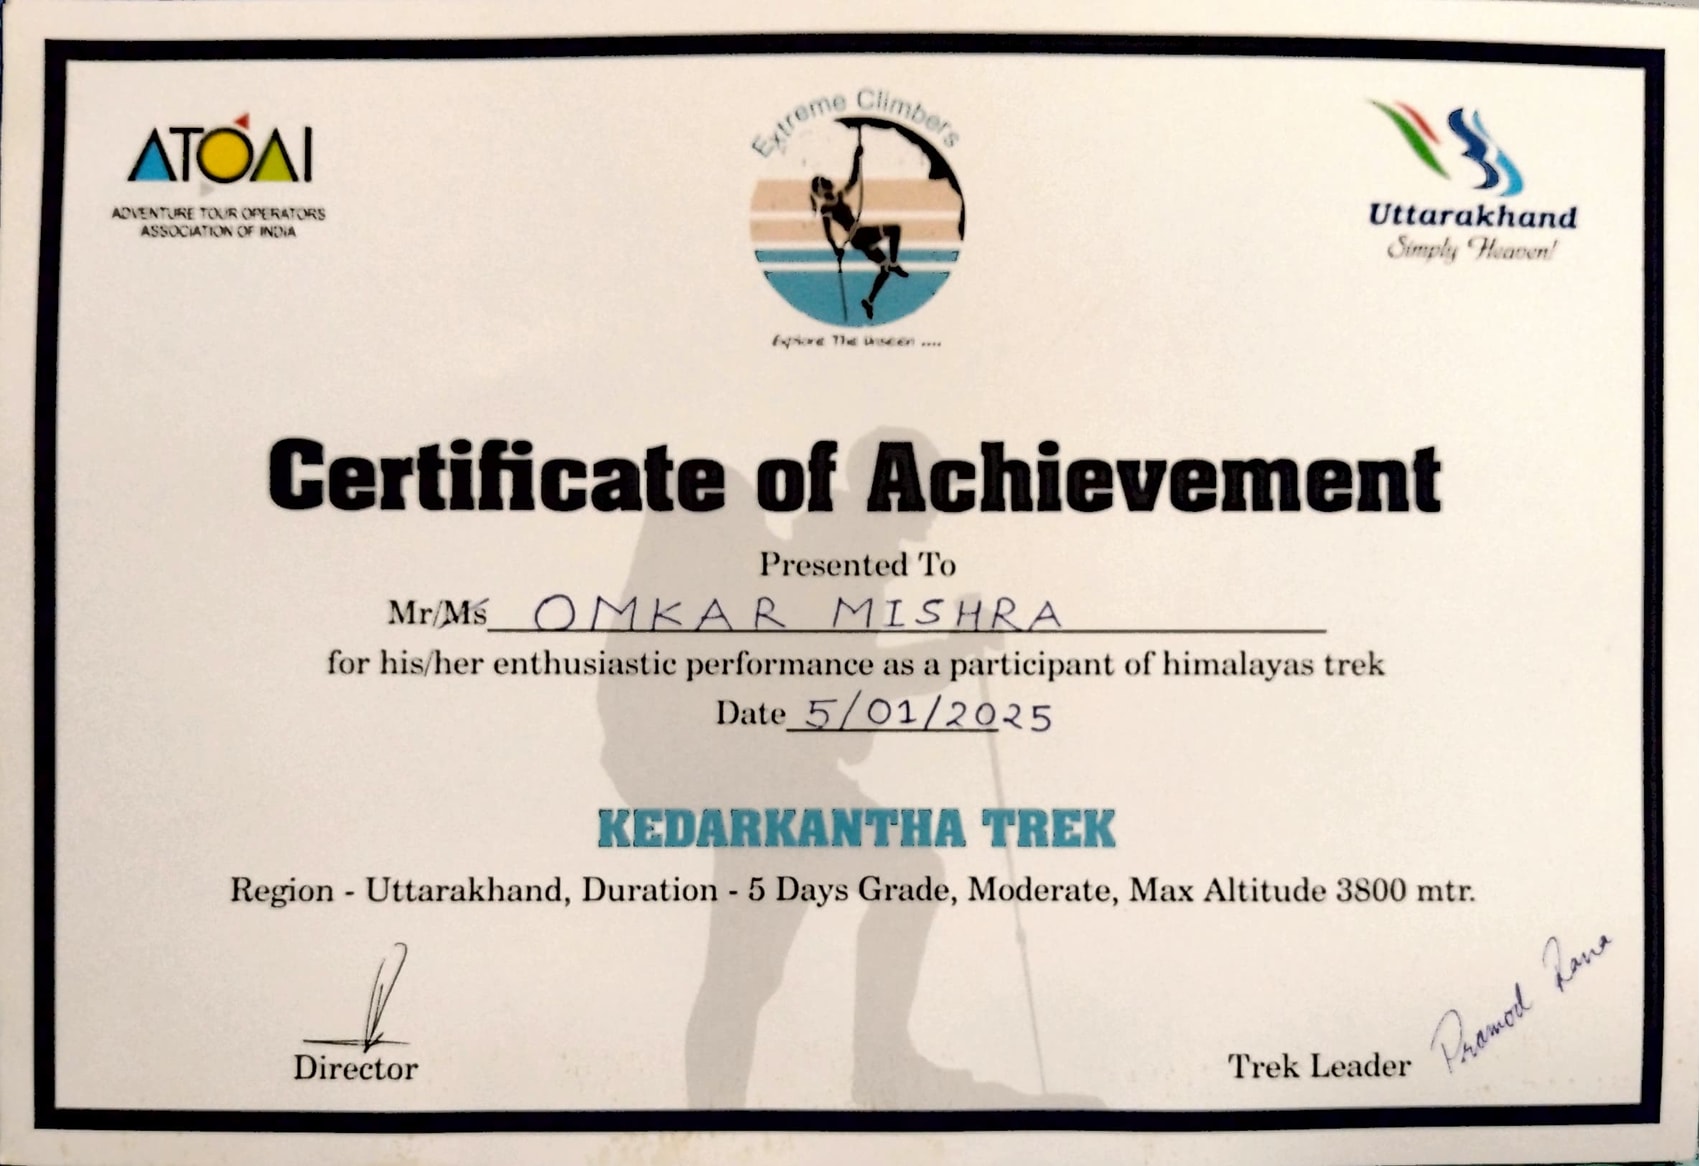 ATOAI
ADVENTURE TOUR OPERATORS
ASSOCIATION OF INDIA
Extreme Climbers
Explore The Unseen ....
Uttarakhand
Simply Heaven!
Certificate of Achievement
Presented To
Mr/Ms OMKAR MISHRA
for his/her enthusiastic performance as a participant of himalayas trek
Date 5/01/2025
KEDARKANTHA TREK
Region - Uttarakhand, Duration - 5 Days Grade, Moderate, Max Altitude 3800 mtr.
Director
Trek Leader Pramod Rana